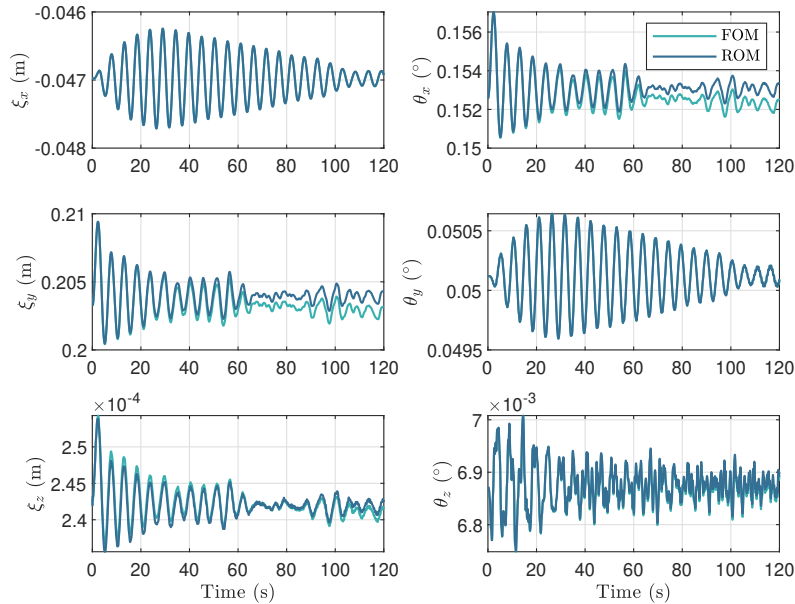 -0.046
-0.047
-0.048
ξx (m)
0 20 40 60 80 100 120
0.156
0.154
0.152
0.15
θx (°)
FOM
ROM
0 20 40 60 80 100 120
0.21
0.205
0.2
ξy (m)
0 20 40 60 80 100 120
0.0505
0.05
0.0495
θy (°)
0 20 40 60 80 100 120
×10-4
2.5
2.45
2.4
ξz (m)
0 20 40 60 80 100 120
Time (s)
×10-3
7
6.9
6.8
θz (°)
0 20 40 60 80 100 120
Time (s)